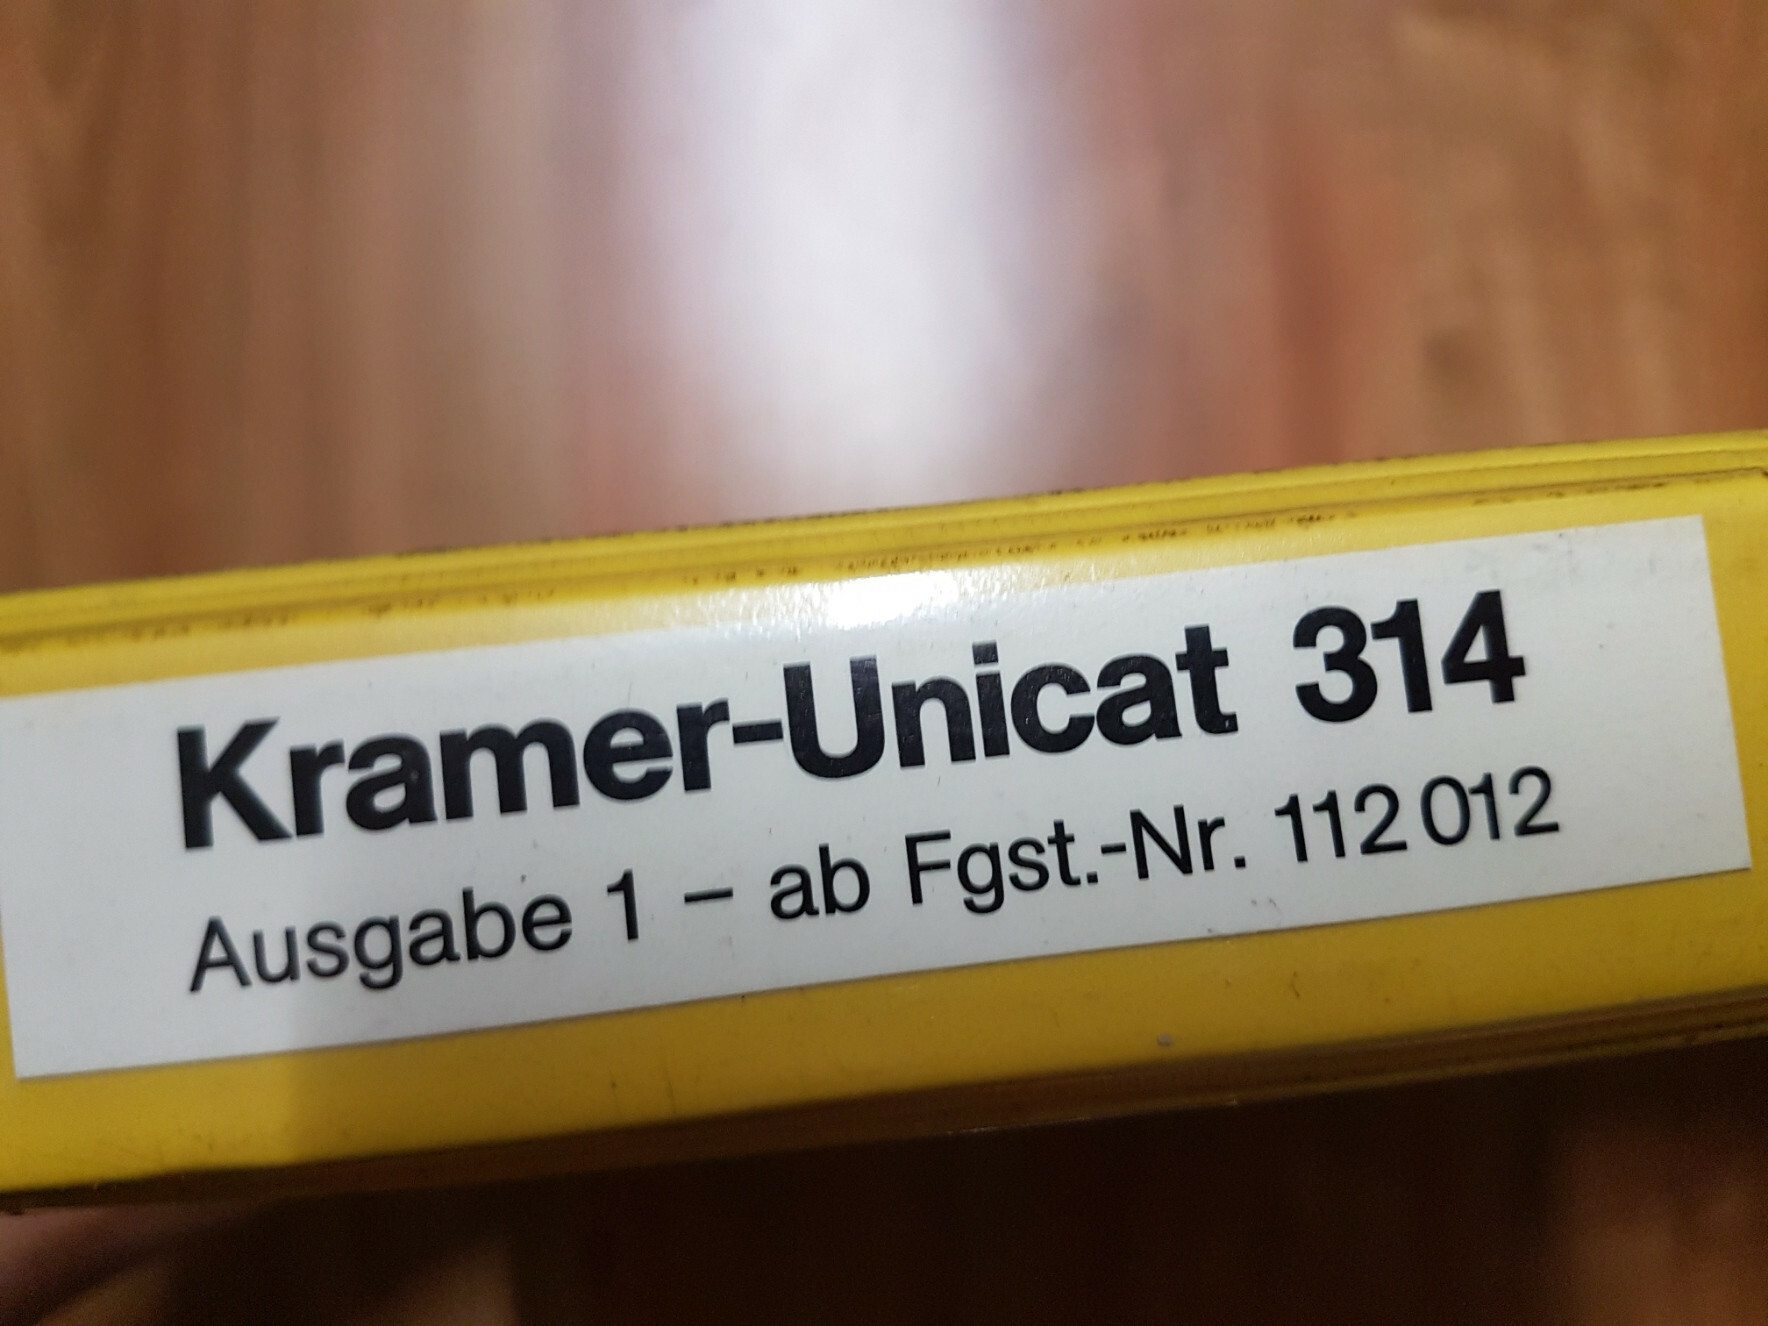 Kramer-Unicat 314
Ausgabe 1 – ab Fgst.-Nr. 112 012